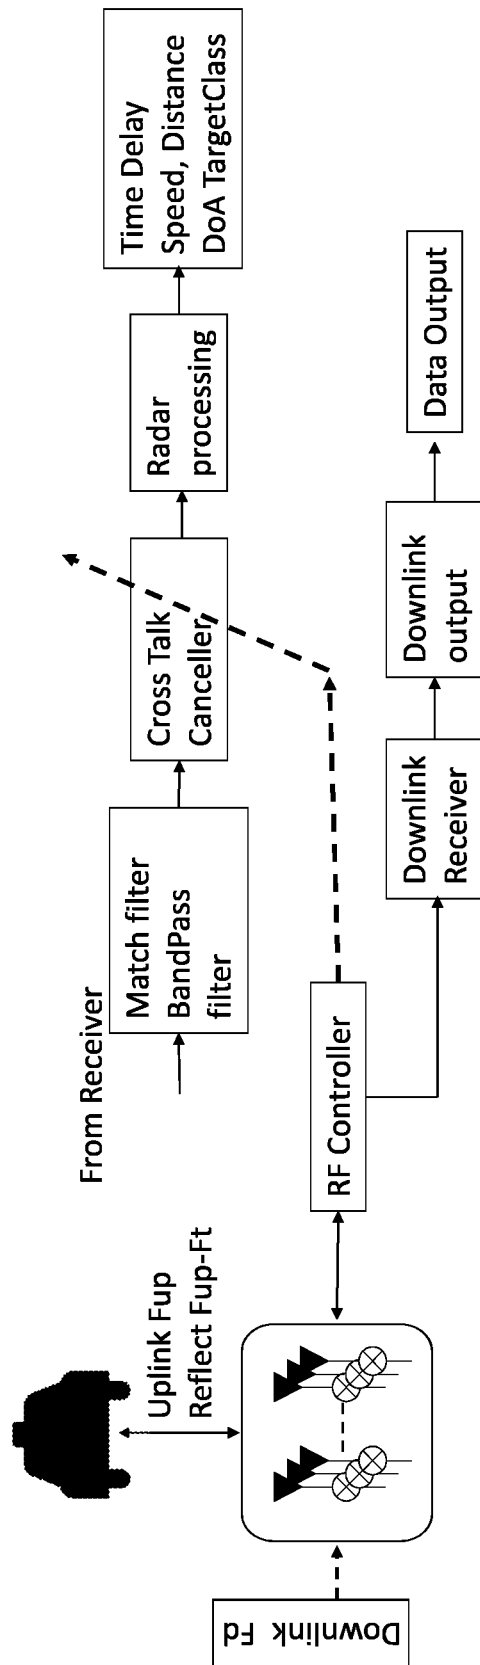 Uplink Fup
Reflect Fup-Ft
From Receiver
Match filter
BandPass
filter
Cross Talk
Canceller
Radar
processing
Time Delay
Speed, Distance
DoA TargetClass
Downlink
Fd
RF Controller
Downlink
Receiver
Downlink
output
Data Output